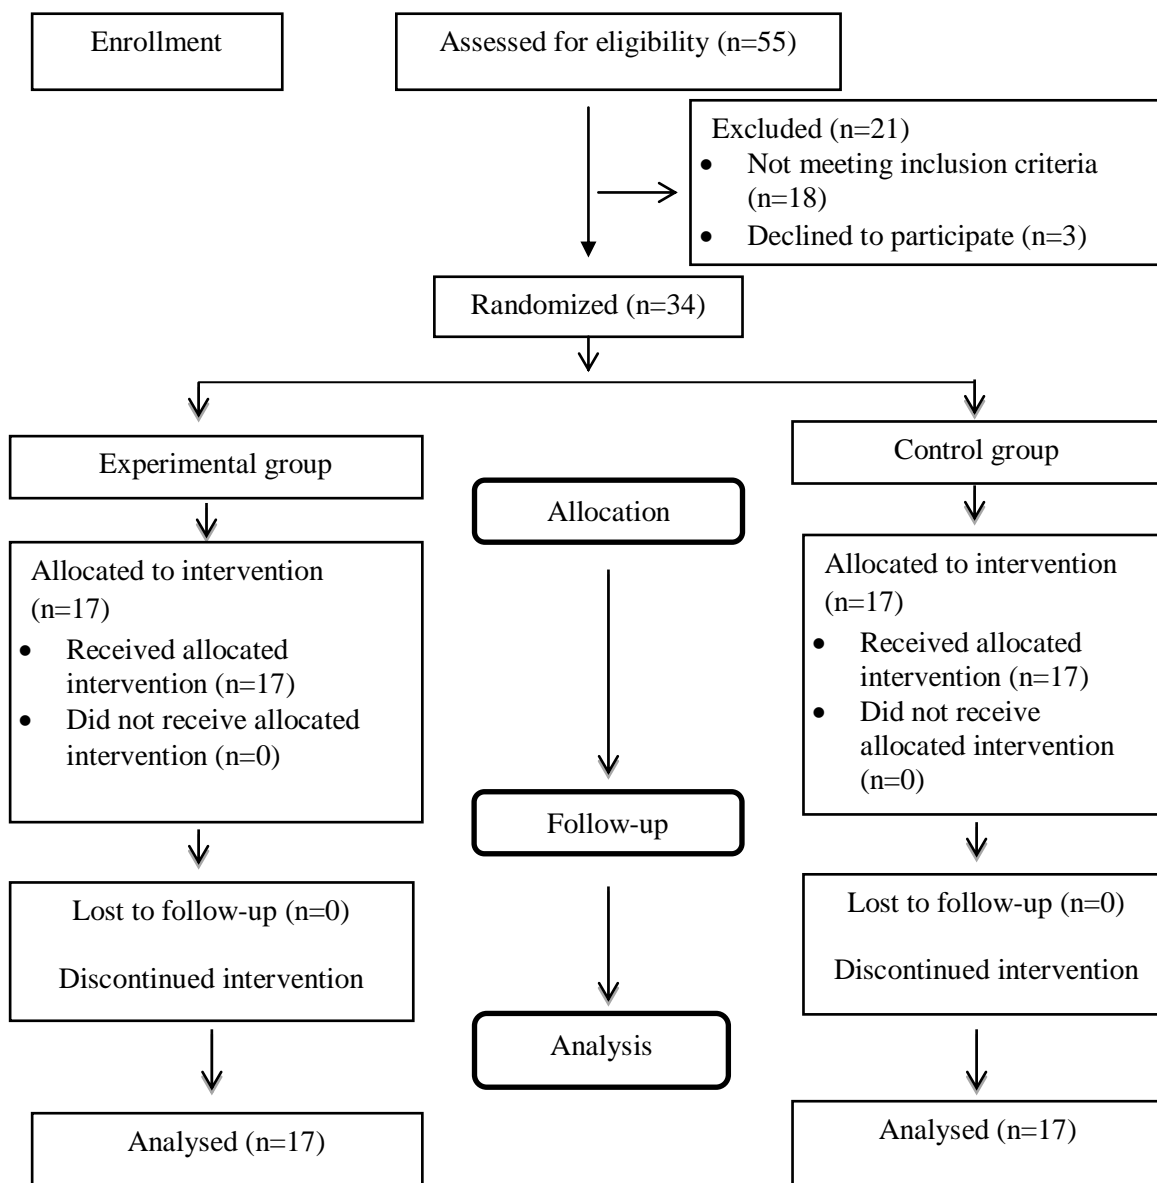 Enrollment
Assessed for eligibility (n=55)
Excluded (n=21)
• Not meeting inclusion criteria
(n=18)
• Declined to participate (n=3)
Randomized (n=34)
Experimental group
Control group
Allocation
Allocated to intervention
(n=17)
• Received allocated
intervention (n=17)
• Did not receive allocated
intervention (n=0)
Allocated to intervention
(n=17)
• Received allocated
intervention (n=17)
• Did not receive
allocated intervention
(n=0)
Follow-up
Lost to follow-up (n=0)
Discontinued intervention
Lost to follow-up (n=0)
Discontinued intervention
Analysis
Analysed (n=17)
Analysed (n=17)